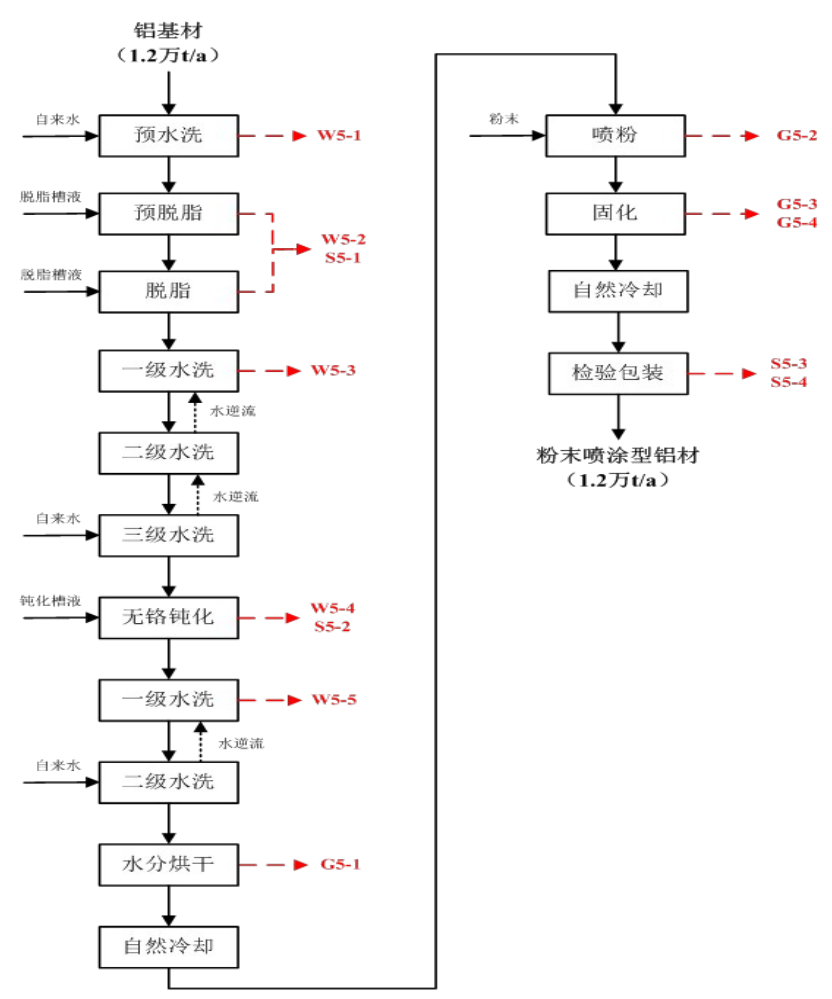 铝基材
（1.2万t/a）
自来水
预水洗
W5-1
脱脂槽液
预脱脂
W5-2
S5-1
脱脂槽液
脱脂
一级水洗
W5-3
水逆流
二级水洗
水逆流
自来水
三级水洗
钝化槽液
无铬钝化
W5-4
S5-2
一级水洗
W5-5
水逆流
自来水
二级水洗
水分烘干
G5-1
自然冷却
粉末
喷粉
G5-2
固化
G5-3
G5-4
自然冷却
检验包装
S5-3
S5-4
粉末喷涂型铝材
（1.2万t/a）